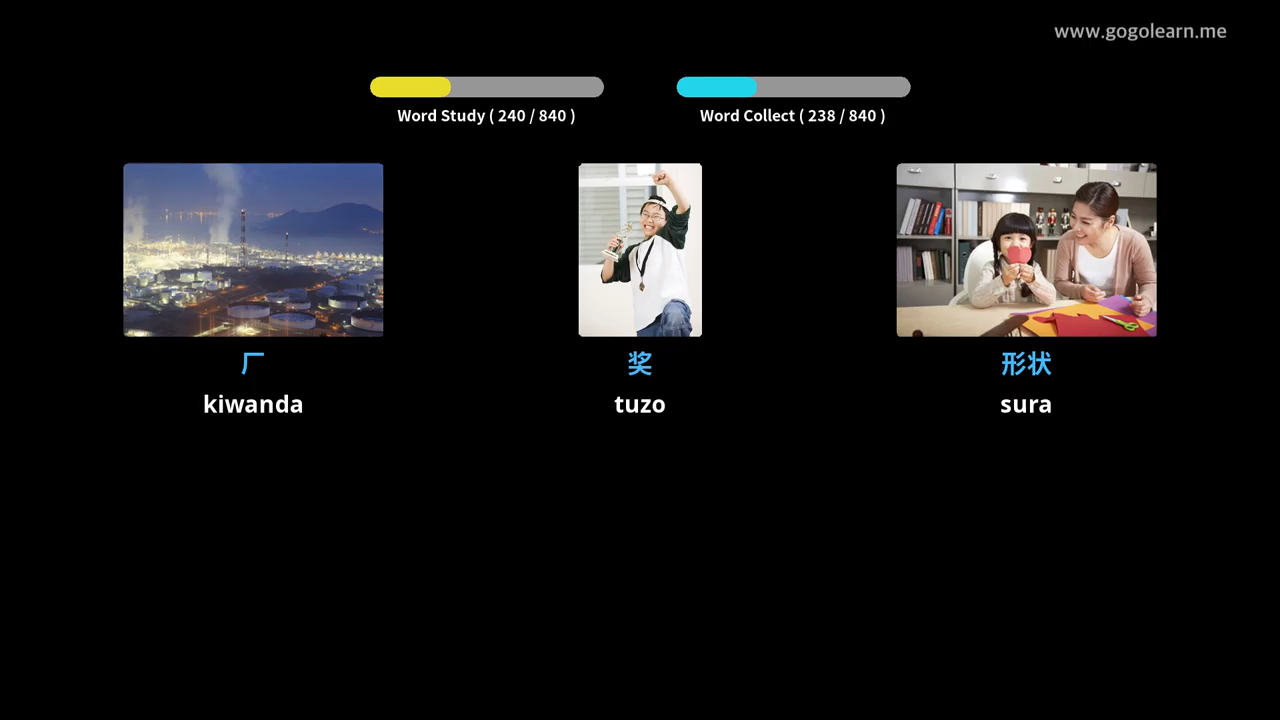 www.gogolearn.me
Word Study ( 240 / 840 )
Word Collect ( 238 / 840 )
厂
奖
形状
kiwanda
tuzo
sura